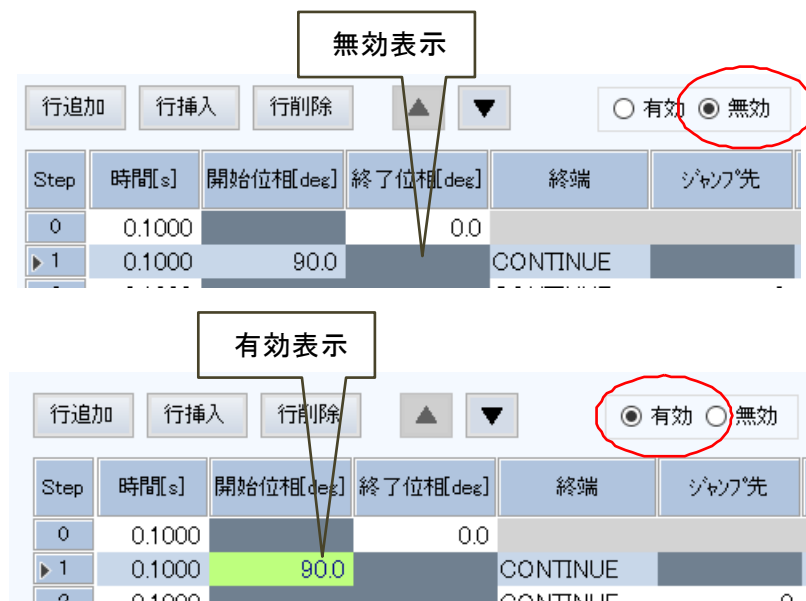 無効表示
行追加 行挿入 行削除 ▲ ▼ 有効 無効
Step 時間[s] 開始位相[deg] 終了位相[deg] 終端 ジャンプ先
0 0.1000 0.0
1 0.1000 90.0 CONTINUE
有効表示
行追加 行挿入 行削除 ▲ ▼ 有効 無効
Step 時間[s] 開始位相[deg] 終了位相[deg] 終端 ジャンプ先
0 0.1000 0.0
1 0.1000 90.0 CONTINUE
2 0.1000 CONTINUE